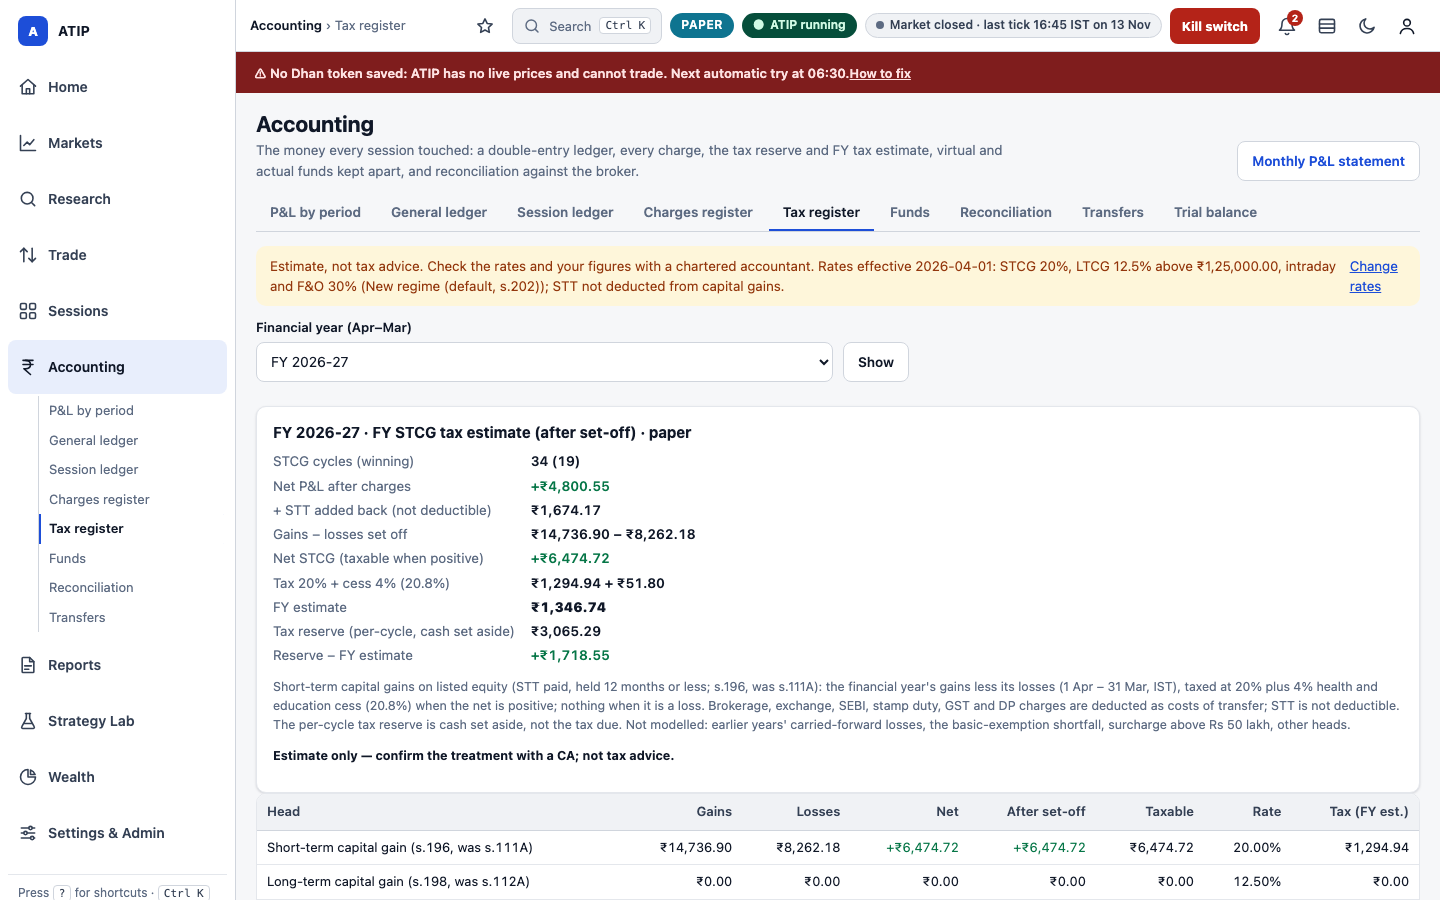 A ATIP
Home
Markets
Research
Trade
Sessions
Accounting
P&L by period
General ledger
Session ledger
Charges register
Tax register
Funds
Reconciliation
Transfers
Reports
Strategy Lab
Wealth
Settings & Admin
Press ? for shortcuts · Ctrl K
Accounting › Tax register
Search Ctrl K
PAPER
ATIP running
Market closed · last tick 16:45 IST on 13 Nov
Kill switch
2
⚠ No Dhan token saved: ATIP has no live prices and cannot trade. Next automatic try at 06:30.How to fix
Accounting
The money every session touched: a double-entry ledger, every charge, the tax reserve and FY tax estimate, virtual and
actual funds kept apart, and reconciliation against the broker.
Monthly P&L statement
P&L by period General ledger Session ledger Charges register Tax register Funds Reconciliation Transfers Trial balance
Estimate, not tax advice. Check the rates and your figures with a chartered accountant. Rates effective 2026-04-01: STCG 20%, LTCG 12.5% above ₹1,25,000.00, intraday
and F&O 30% (New regime (default, s.202)); STT not deducted from capital gains.
Change
rates
Financial year (Apr–Mar)
FY 2026-27
Show
FY 2026-27 · FY STCG tax estimate (after set-off) · paper
STCG cycles (winning) 34 (19)
Net P&L after charges +₹4,800.55
+ STT added back (not deductible) ₹1,674.17
Gains − losses set off ₹14,736.90 − ₹8,262.18
Net STCG (taxable when positive) +₹6,474.72
Tax 20% + cess 4% (20.8%) ₹1,294.94 + ₹51.80
FY estimate ₹1,346.74
Tax reserve (per-cycle, cash set aside) ₹3,065.29
Reserve − FY estimate +₹1,718.55
Short-term capital gains on listed equity (STT paid, held 12 months or less; s.196, was s.111A): the financial year's gains less its losses (1 Apr – 31 Mar, IST), taxed at 20% plus 4% health and
education cess (20.8%) when the net is positive; nothing when it is a loss. Brokerage, exchange, SEBI, stamp duty, GST and DP charges are deducted as costs of transfer; STT is not deductible.
The per-cycle tax reserve is cash set aside, not the tax due. Not modelled: earlier years' carried-forward losses, the basic-exemption shortfall, surcharge above Rs 50 lakh, other heads.
Estimate only — confirm the treatment with a CA; not tax advice.
Head Gains Losses Net After set-off Taxable Rate Tax (FY est.)
Short-term capital gain (s.196, was s.111A) ₹14,736.90 ₹8,262.18 +₹6,474.72 +₹6,474.72 ₹6,474.72 20.00% ₹1,294.94
Long-term capital gain (s.198, was s.112A) ₹0.00 ₹0.00 ₹0.00 ₹0.00 ₹0.00 12.50% ₹0.00